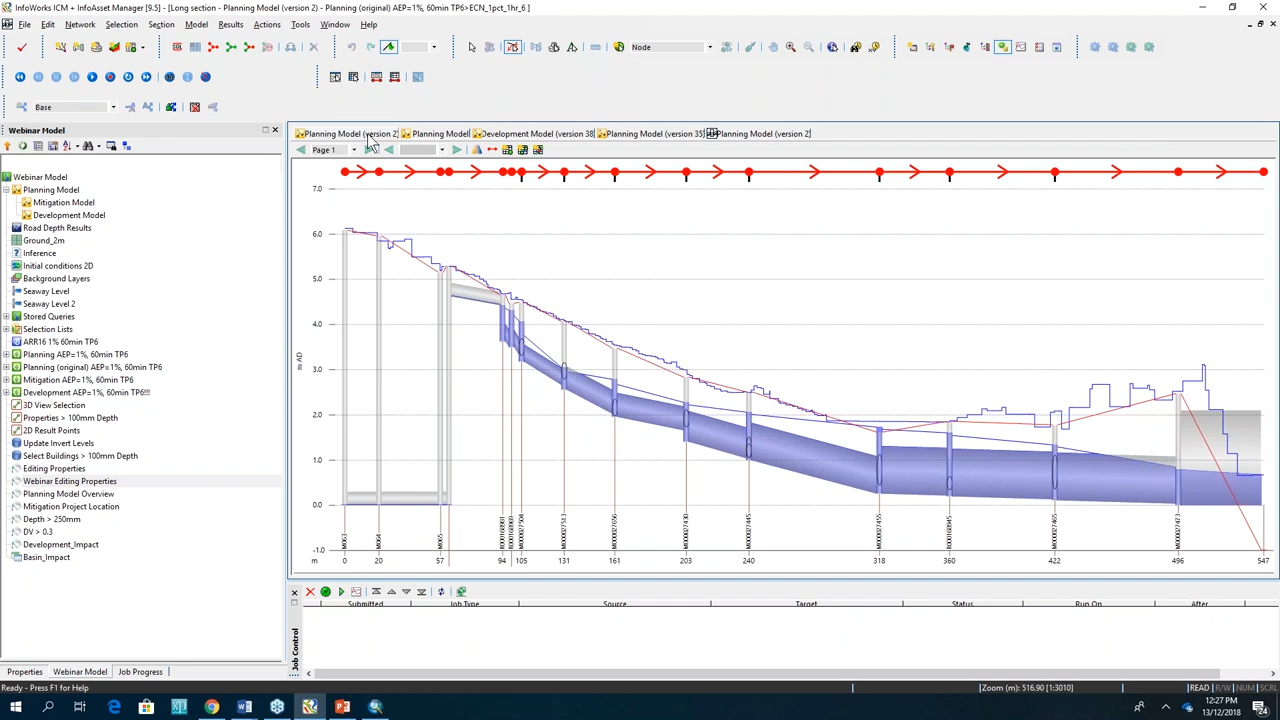 InfoWorks ICM + InfoAsset Manager [9.5] - [Long section - Planning Model (version 2) - Planning (original) AEP=1%, 60min TP6>ECN_1pct_1hr_6 ]
File Edit Network Selection Section Model Results Actions Tools Window Help
Node
Base
Webinar Model
Webinar Model
Planning Model
Mitigation Model
Development Model
Road Depth Results
Ground_2m
Inference
Initial conditions 2D
Background Layers
Seaway Level
Seaway Level 2
Stored Queries
Selection Lists
ARR16 1% 60min TP6
Planning AEP=1%, 60min TP6
Planning (original) AEP=1%, 60min TP6
Mitigation AEP=1%, 60min TP6
Development AEP=1%, 60min TP6!!!
3D View Selection
Properties > 100mm Depth
2D Result Points
Update Invert Levels
Select Buildings > 100mm Depth
Editing Properties
Webinar Editing Properties
Planning Model Overview
Mitigation Project Location
Depth > 250mm
DV > 0.3
Development_Impact
Basin_Impact
Properties Webinar Model Job Progress
Planning Model (version 2) Planning Model Development Model (version 38) Planning Model (version 35) Planning Model (version 2)
Page 1
7.0
6.0
5.0
4.0
3.0
2.0
1.0
0.0
-1.0
m AD
m 0 20 57 94 105 131 161 203 240 318 360 422 496 547
Job Control
Submitted Job Type Source Target Status Run On After
Ready - Press F1 for Help
Zoom (m): 516.90 [1:3010]
READ R/W NUM SCRL
12:27 PM
13/12/2018
24